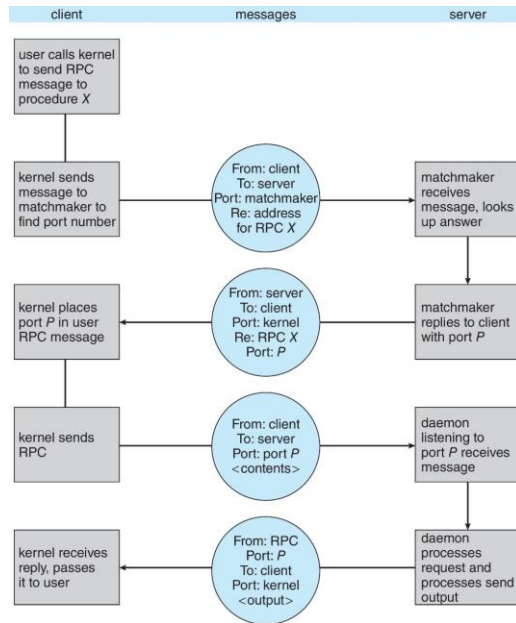 client
messages
server
user calls kernel
to send RPC
message to
procedure X
kernel sends
message to
matchmaker to
find port number
From: client
To: server
Port: matchmaker
Re: address
for RPC X
matchmaker
receives
message, looks
up answer
kernel places
port P in user
RPC message
From: server
To: client
Port: kernel
Re: RPC X
Port: P
matchmaker
replies to client
with port P
kernel sends
RPC
From: client
To: server
Port: port P
<contents>
daemon
listening to
port P receives
message
kernel receives
reply, passes
it to user
From: RPC
Port: P
To: client
Port: kernel
<output>
daemon
processes
request and
processes send
output